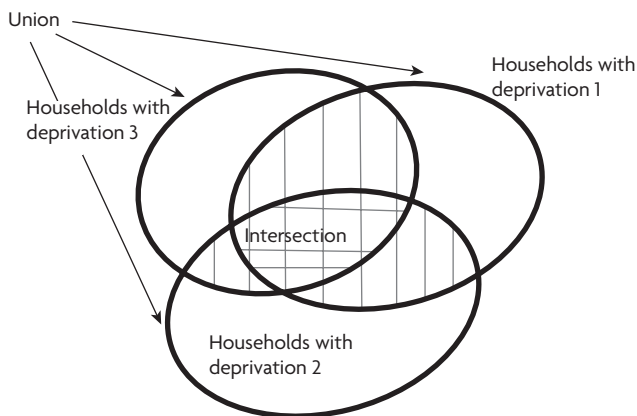 Union
Households with
deprivation 1
Households with
deprivation 3
Intersection
Households with
deprivation 2